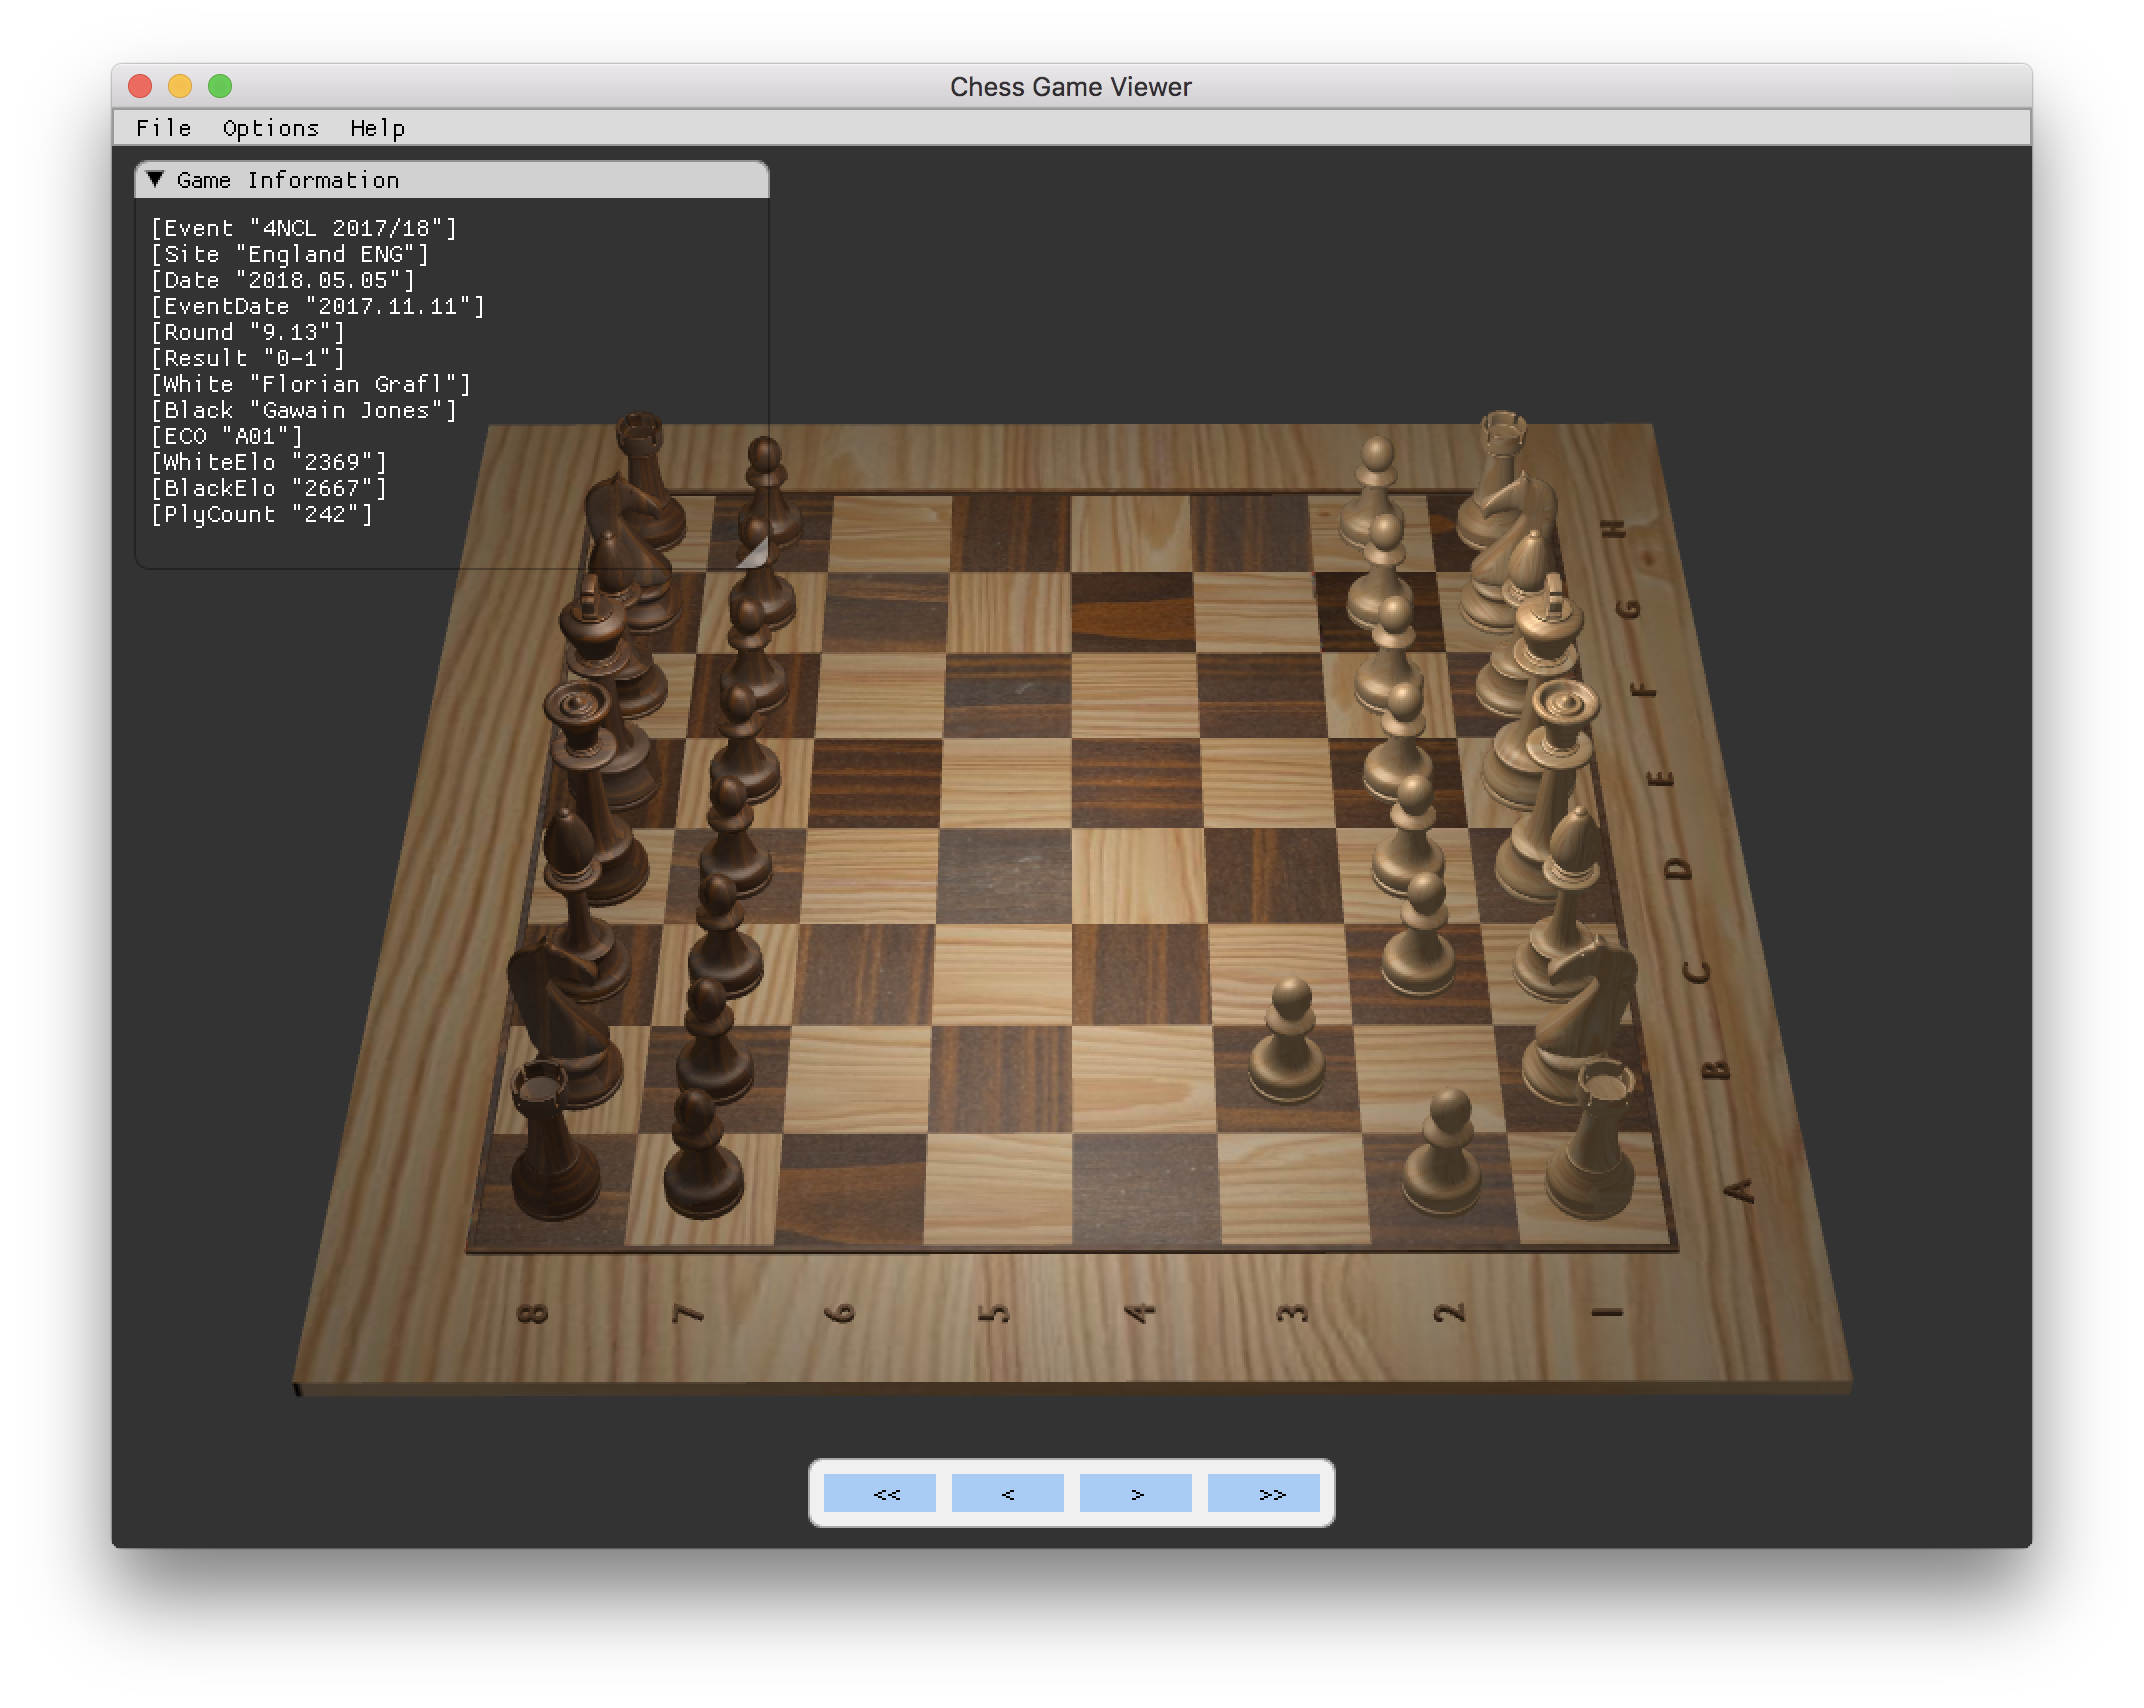 Chess Game Viewer
File Options Help
▼ Game Information
[Event "4NCL 2017/18"]
[Site "England ENG"]
[Date "2018.05.05"]
[EventDate "2017.11.11"]
[Round "9.13"]
[Result "0-1"]
[White "Florian Grafl"]
[Black "Gawain Jones"]
[ECO "A01"]
[WhiteElo "2369"]
[BlackElo "2667"]
[PlyCount "242"]
H
G
F
E
D
C
B
A
8 7 6 5 4 3 2 1
<< < > >>